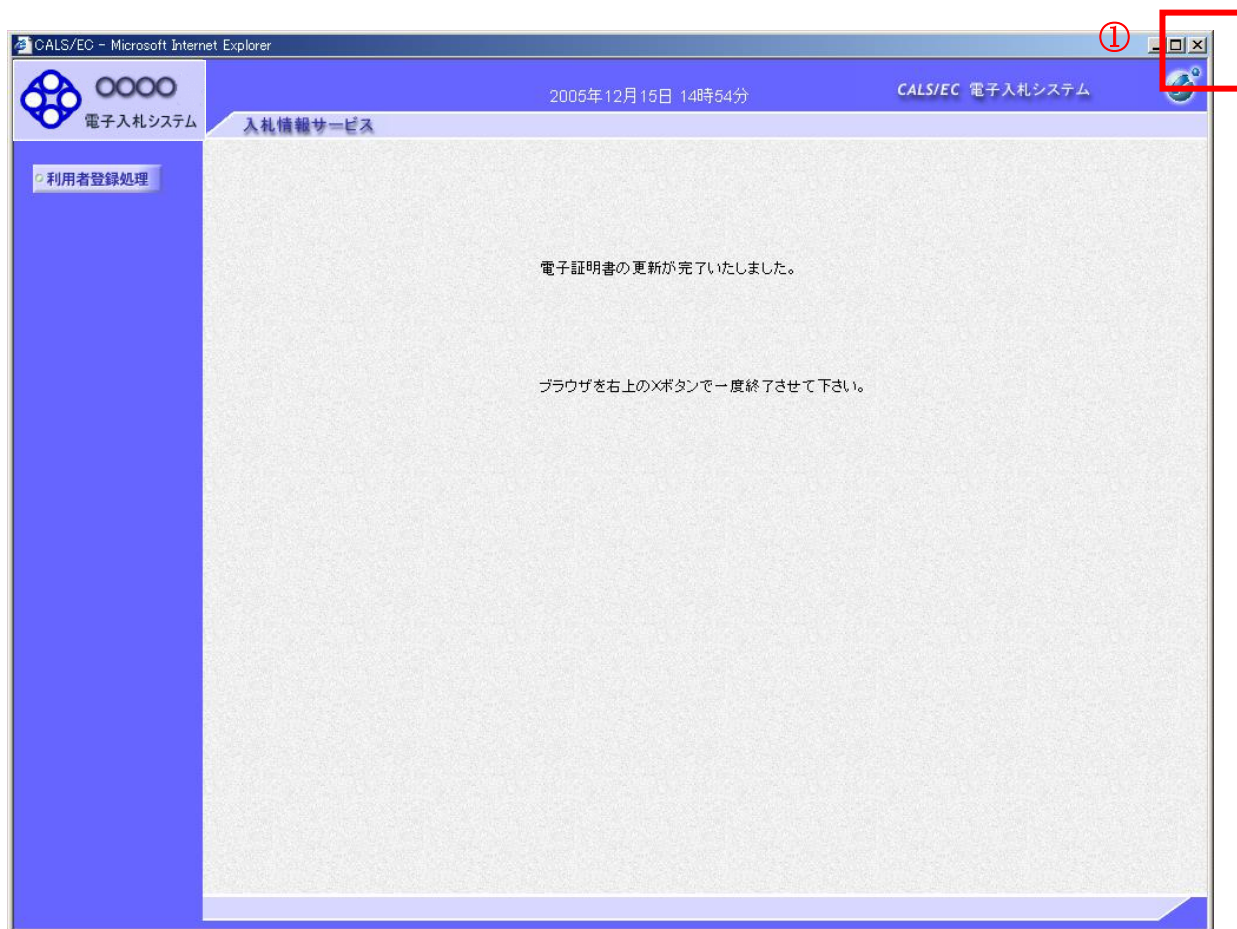 ①
CALS/EC - Microsoft Internet Explorer
○○○○
電子入札システム
2005年12月15日 14時54分
CALS/EC 電子入札システム
入札情報サービス
利用者登録処理
電子証明書の更新が完了いたしました。
ブラウザを右上の×ボタンで一度終了させて下さい。